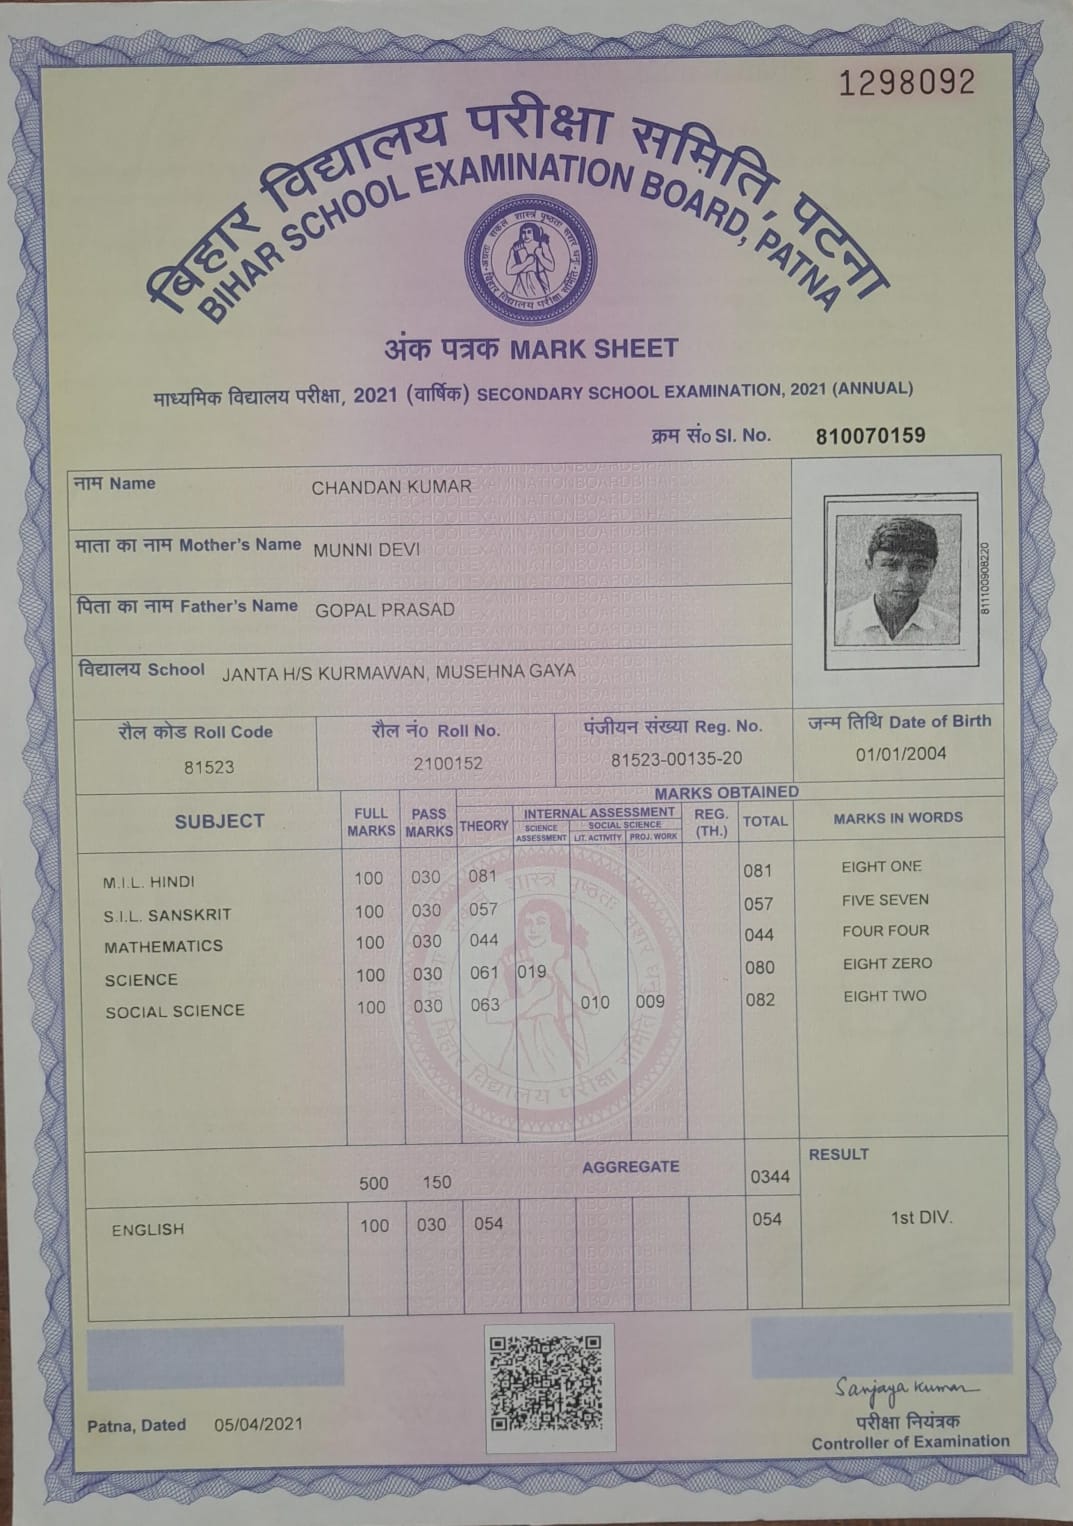 1298092
बिहार विद्यालय परीक्षा समिति, पटना
BIHAR SCHOOL EXAMINATION BOARD, PATNA
अंक पत्रक MARK SHEET
माध्यमिक विद्यालय परीक्षा, 2021 (वार्षिक) SECONDARY SCHOOL EXAMINATION, 2021 (ANNUAL)
क्रम सं० Sl. No. 810070159
नाम Name CHANDAN KUMAR
माता का नाम Mother's Name MUNNI DEVI
पिता का नाम Father's Name GOPAL PRASAD
811100908220
विद्यालय School JANTA H/S KURMAWAN, MUSEHNA GAYA
रौल कोड Roll Code रौल नं० Roll No. पंजीयन संख्या Reg. No. जन्म तिथि Date of Birth
81523 2100152 81523-00135-20 01/01/2004
MARKS OBTAINED
SUBJECT FULL MARKS PASS MARKS THEORY INTERNAL ASSESSMENT REG. (TH.) TOTAL MARKS IN WORDS
SCIENCE ASSESSMENT SOCIAL SCIENCE
LIT. ACTIVITY PROJ. WORK
M.I.L. HINDI 100 030 081 081 EIGHT ONE
S.I.L. SANSKRIT 100 030 057 057 FIVE SEVEN
MATHEMATICS 100 030 044 044 FOUR FOUR
SCIENCE 100 030 061 019 080 EIGHT ZERO
SOCIAL SCIENCE 100 030 063 010 009 082 EIGHT TWO
500 150 AGGREGATE 0344 RESULT
ENGLISH 100 030 054 054 1st DIV.
Sanjaya Kumar
Patna, Dated 05/04/2021 परीक्षा नियंत्रक
Controller of Examination